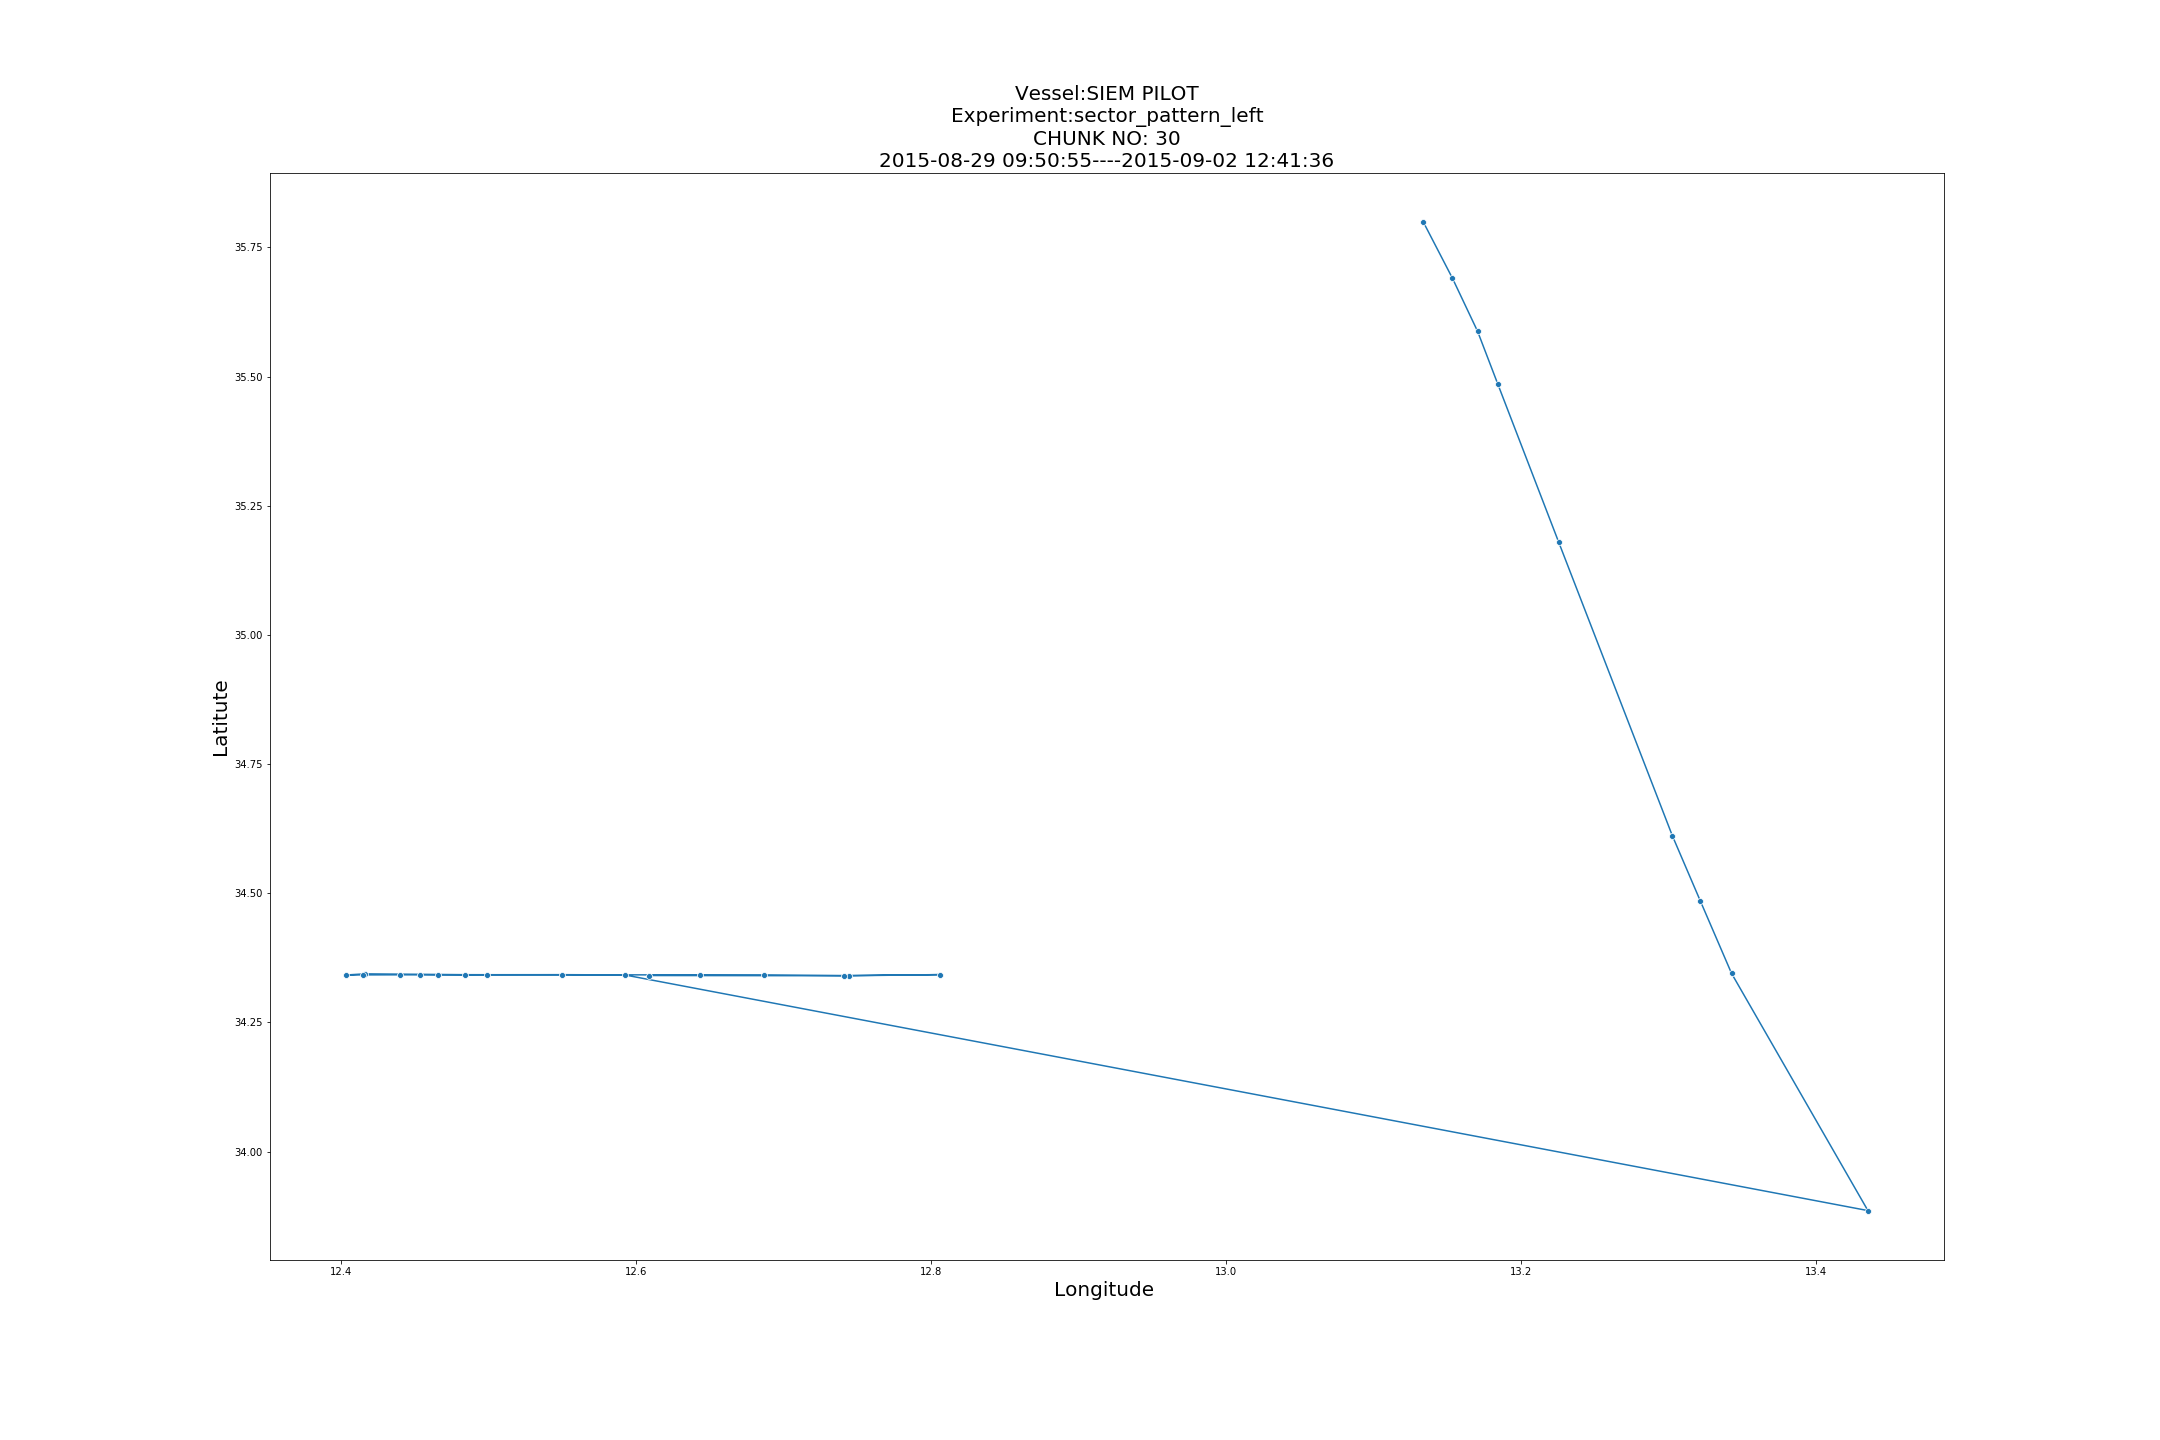 Vessel:SIEM PILOT
Experiment:sector_pattern_left
CHUNK NO: 30
2015-08-29 09:50:55----2015-09-02 12:41:36
35.75
35.50
35.25
35.00
34.75
34.50
34.25
34.00
Latitute
12.4 12.6 12.8 13.0 13.2 13.4
Longitude